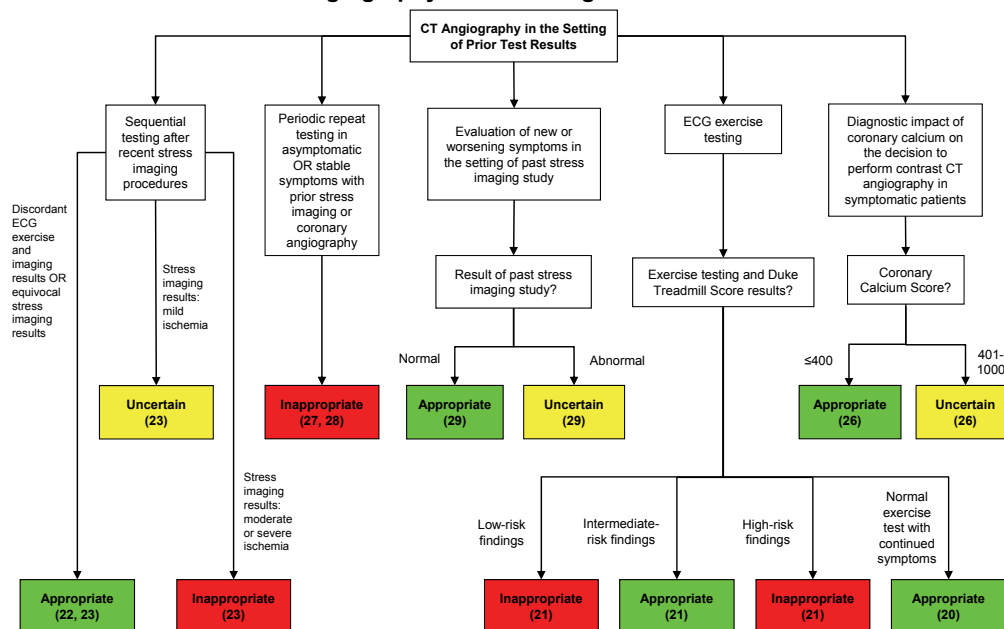 CT Angiography in the Setting
of Prior Test Results
Sequential
testing after
recent stress
imaging
procedures
Periodic repeat
testing in
asymptomatic
OR stable
symptoms with
prior stress
imaging or
coronary
angiography
Evaluation of new or
worsening symptoms in
the setting of past stress
imaging study
ECG exercise
testing
Diagnostic impact of
coronary calcium on
the decision to
perform contrast CT
angiography in
symptomatic patients
Discordant
ECG
exercise
and
imaging
results OR
equivocal
stress
imaging
results
Stress
imaging
results:
mild
ischemia
Result of past stress
imaging study?
Exercise testing and Duke
Treadmill Score results?
Coronary
Calcium Score?
Normal
Abnormal
≤400
401-
1000
Uncertain
(23)
Inappropriate
(27, 28)
Appropriate
(29)
Uncertain
(29)
Appropriate
(26)
Uncertain
(26)
Stress
imaging
results:
moderate
or severe
ischemia
Low-risk
findings
Intermediate-
risk findings
High-risk
findings
Normal
exercise
test with
continued
symptoms
Appropriate
(22, 23)
Inappropriate
(23)
Inappropriate
(21)
Appropriate
(21)
Inappropriate
(21)
Appropriate
(20)